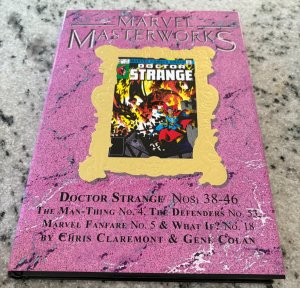 MARVEL
MASTERWORKS
DOCTOR
STRANGE
DOCTOR STRANGE NOS. 38-46
THE MAN-THING NO. 4, THE DEFENDERS NO. 53,
MARVEL FANFARE NO. 5 & WHAT IF? NO. 18
BY CHRIS CLAREMONT & GENE COLAN